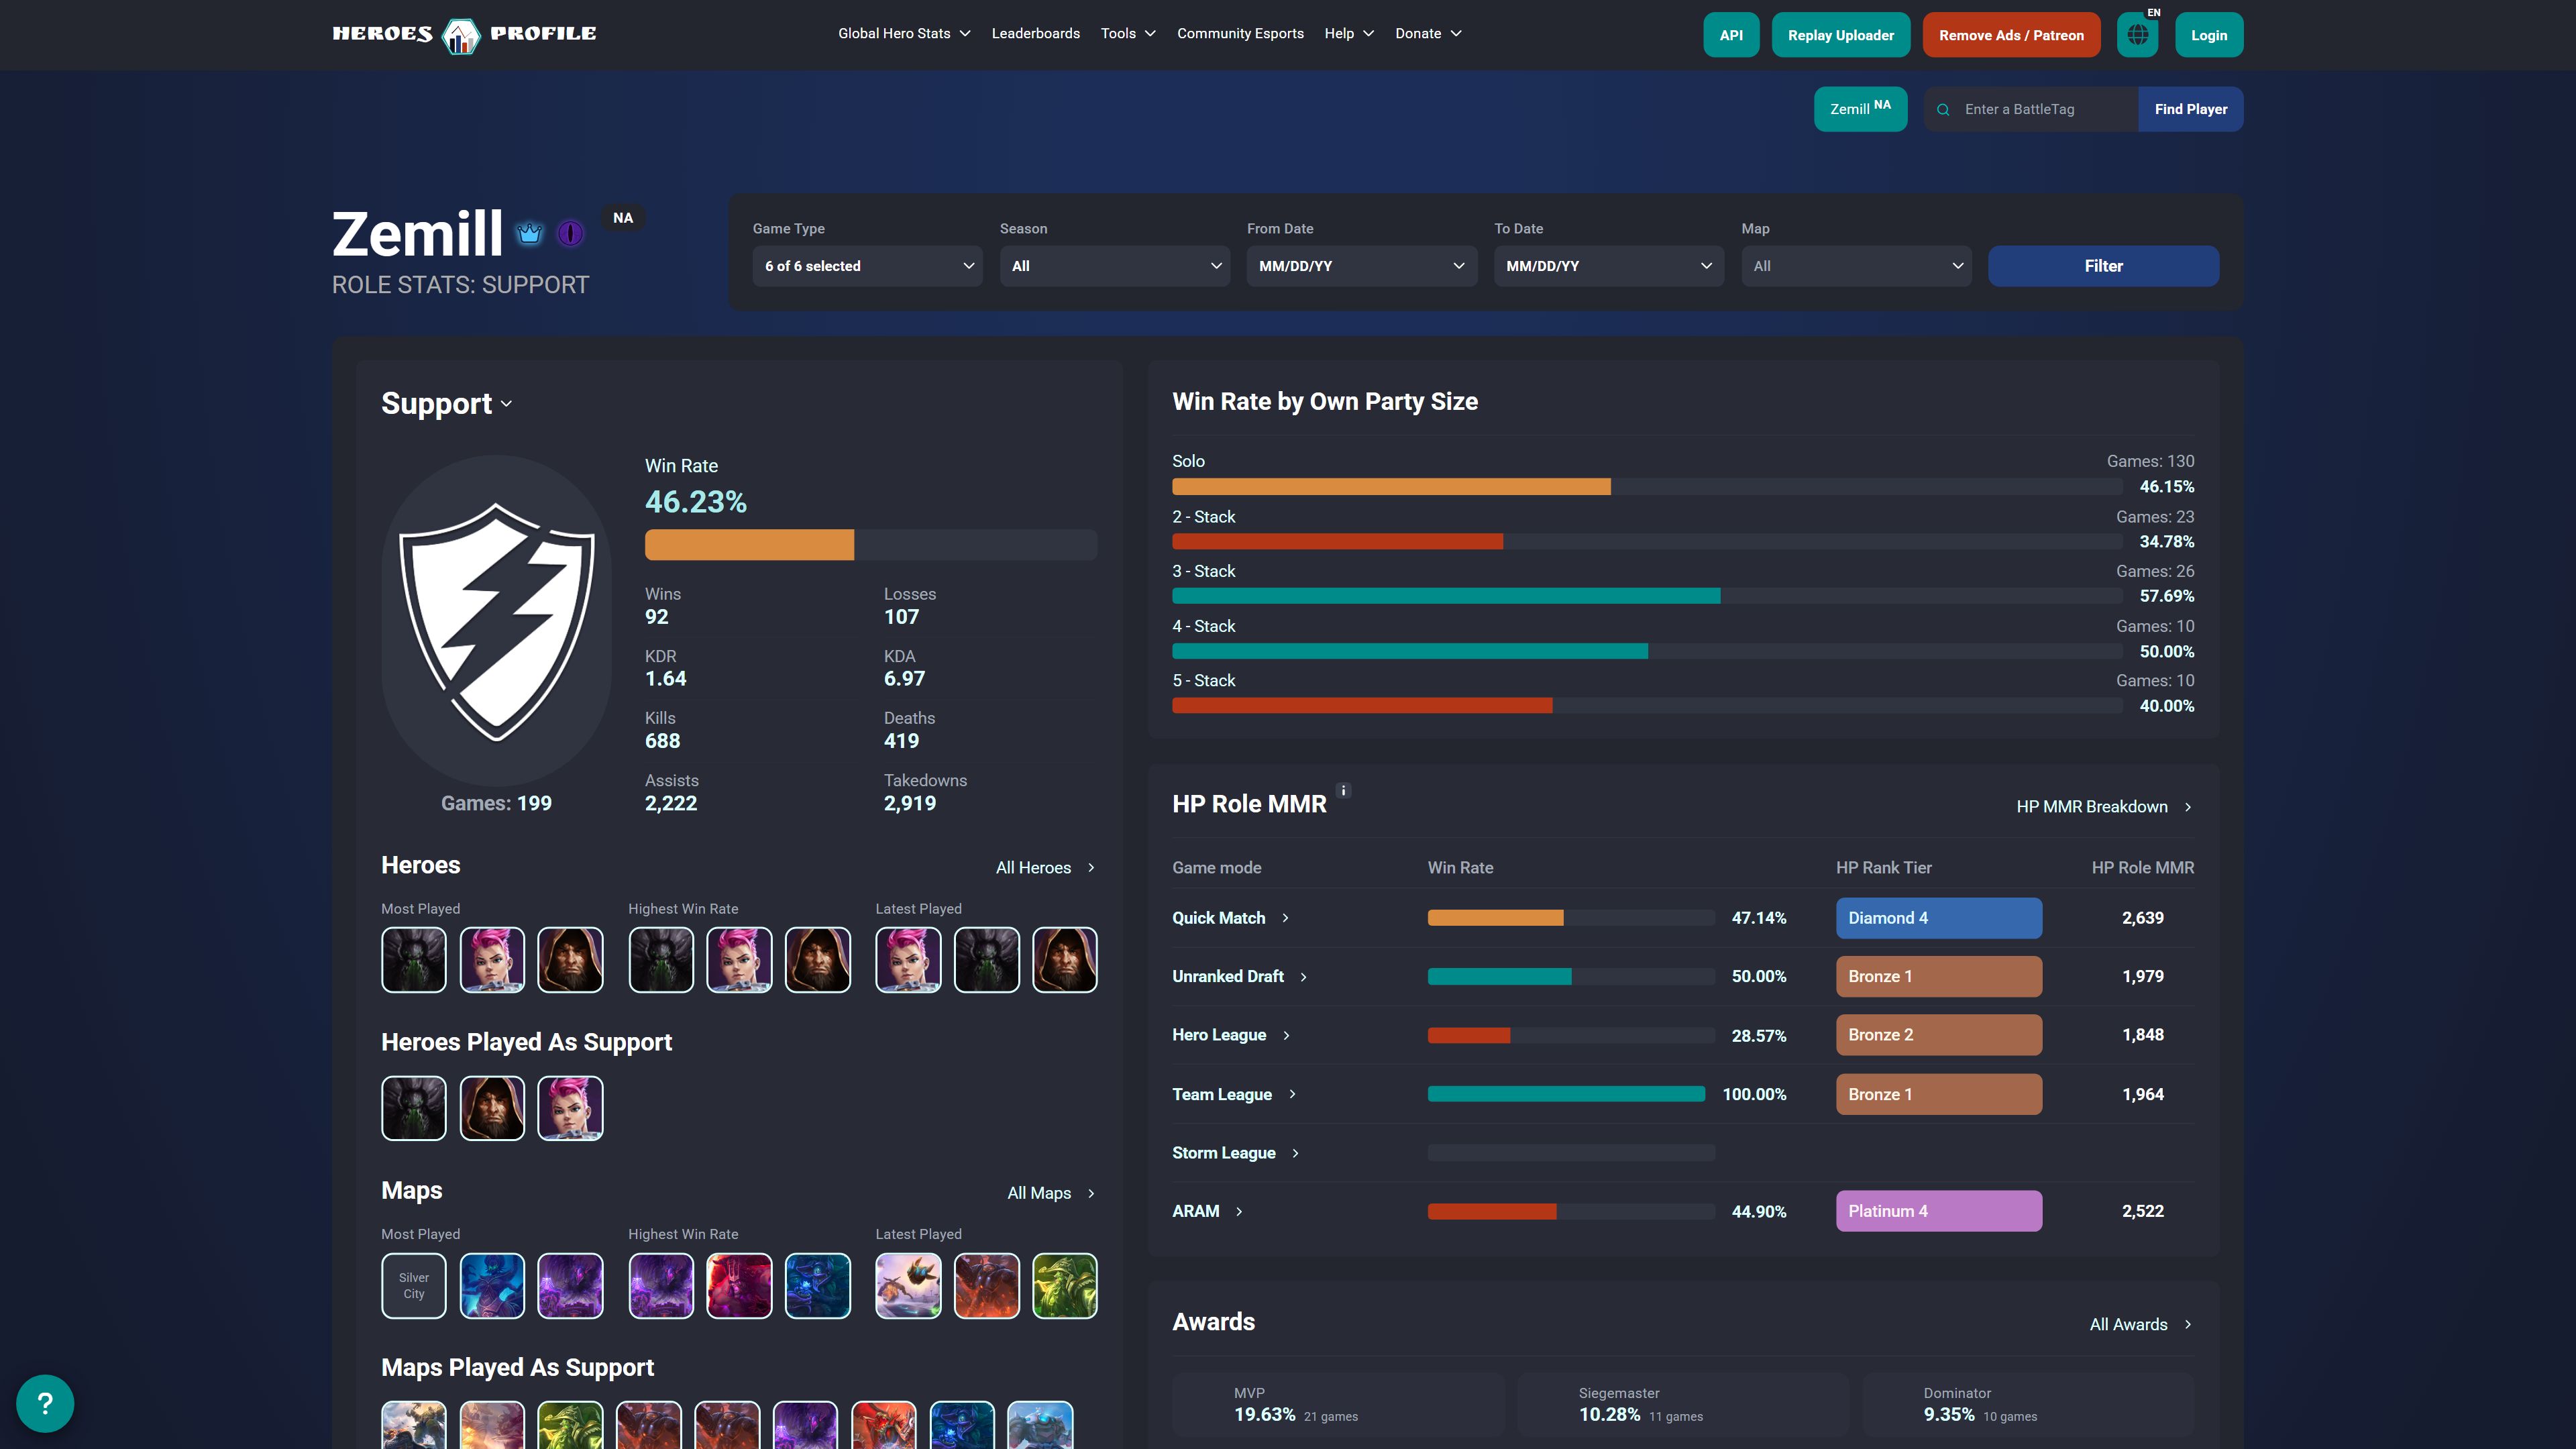 HEROES PROFILE
Global Hero Stats
Leaderboards
Tools
Community Esports
Help
Donate
API
Replay Uploader
Remove Ads / Patreon
EN
Login
Zemill NA
Enter a BattleTag
Find Player
Zemill
NA
ROLE STATS: SUPPORT
Game Type
Season
From Date
To Date
Map
6 of 6 selected
All
MM/DD/YY
MM/DD/YY
All
Filter
Support
Win Rate
46.23%
Wins
92
Losses
107
KDR
1.64
KDA
6.97
Kills
688
Deaths
419
Assists
2,222
Takedowns
2,919
Games: 199
Heroes
All Heroes
Most Played
Highest Win Rate
Latest Played
Heroes Played As Support
Maps
All Maps
Most Played
Highest Win Rate
Latest Played
Silver
City
Maps Played As Support
?
Win Rate by Own Party Size
Solo
Games: 130
46.15%
2 - Stack
Games: 23
34.78%
3 - Stack
Games: 26
57.69%
4 - Stack
Games: 10
50.00%
5 - Stack
Games: 10
40.00%
HP Role MMR i
HP MMR Breakdown
Game mode
Win Rate
HP Rank Tier
HP Role MMR
Quick Match
47.14%
Diamond 4
2,639
Unranked Draft
50.00%
Bronze 1
1,979
Hero League
28.57%
Bronze 2
1,848
Team League
100.00%
Bronze 1
1,964
Storm League
ARAM
44.90%
Platinum 4
2,522
Awards
All Awards
MVP
19.63% 21 games
Siegemaster
10.28% 11 games
Dominator
9.35% 10 games